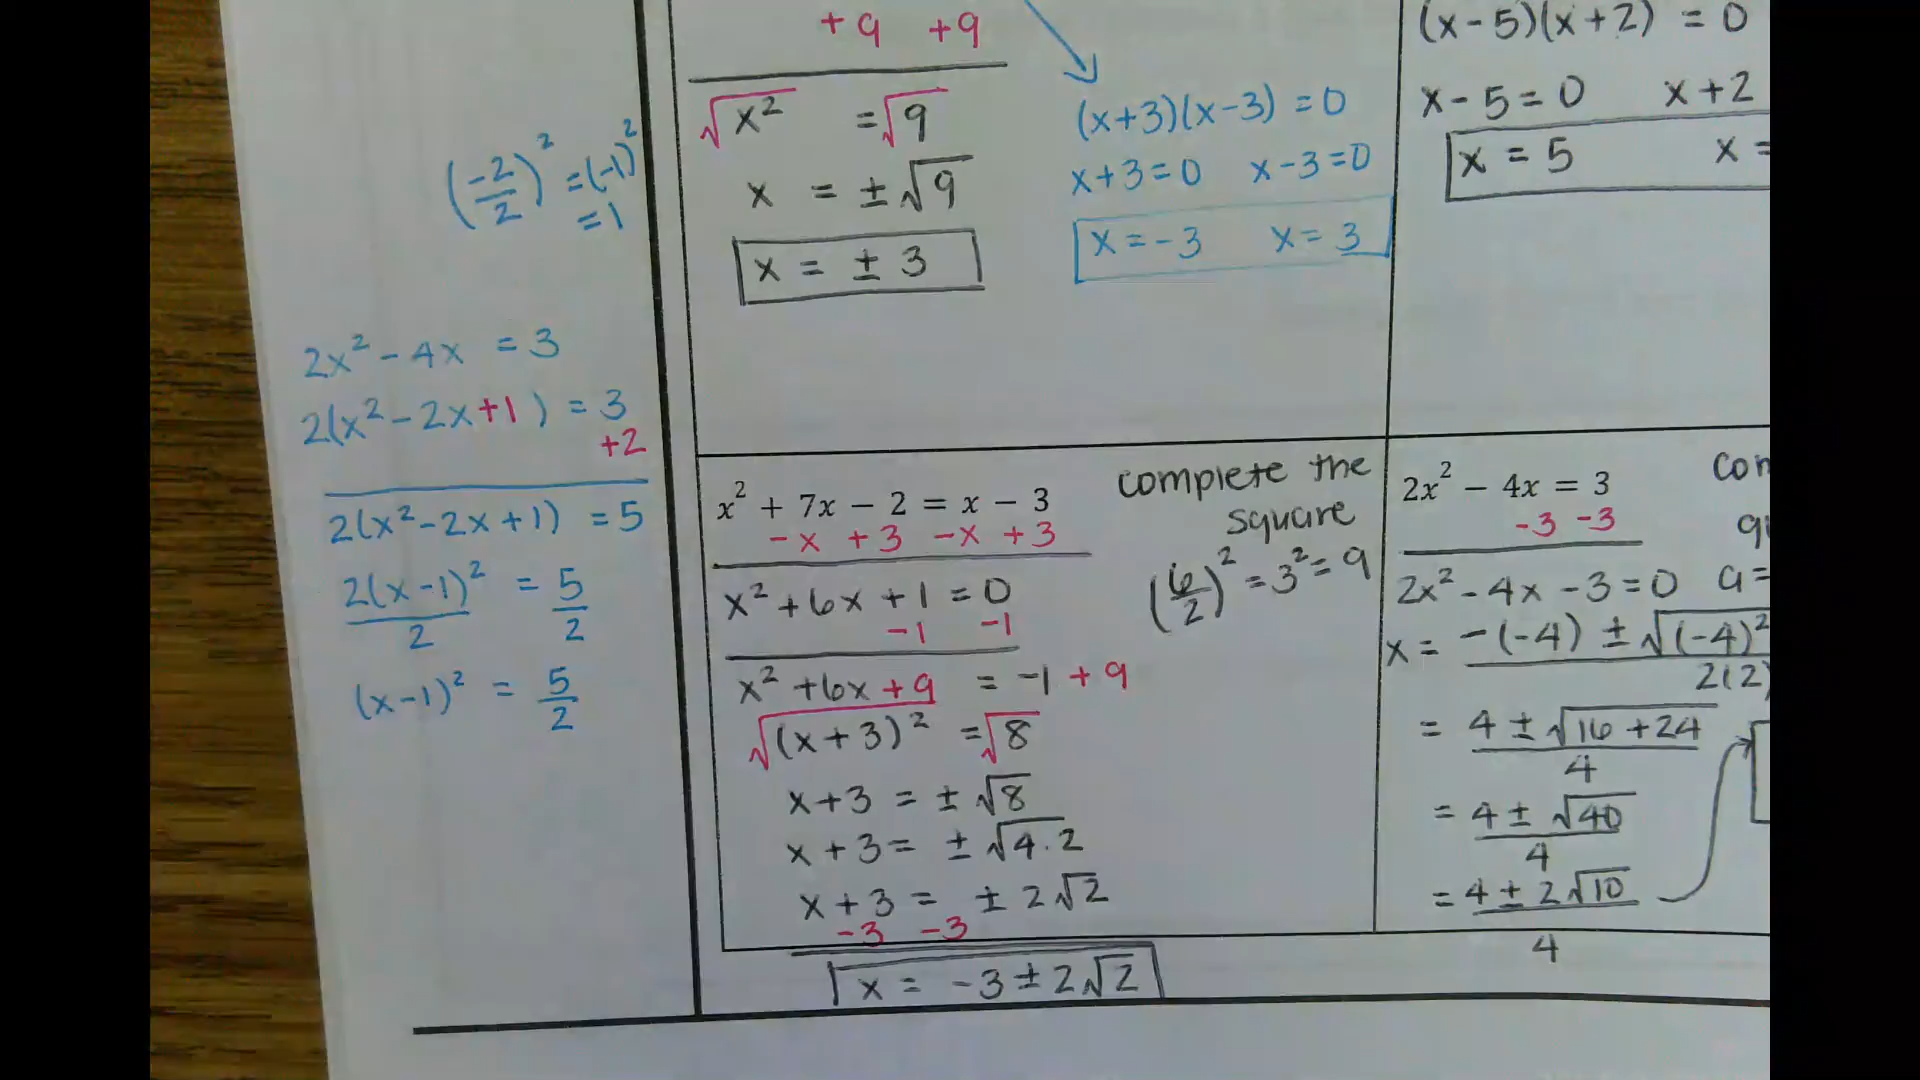 (-2/2)² = (-1)²
= 1
2x² - 4x = 3
2(x² - 2x + 1) = 3
+2
2(x² - 2x + 1) = 5
2(x - 1)²/2 = 5/2
(x - 1)² = 5/2
+9 +9
√x² = √9
x = ±√9
x = ± 3
(x+3)(x-3) = 0
x+3=0 x-3=0
x = -3 x = 3
(x-5)(x+2) = 0
x-5=0 x+2
x = 5 x =
x² + 7x − 2 = x − 3
-x +3 -x +3
x² + 6x + 1 = 0
-1 -1
x² + 6x + 9 = -1 + 9
√(x+3)² = √8
x+3 = ± √8
x+3 = ± √4·2
x+3 = ± 2√2
-3 -3
x = -3 ± 2√2
complete the
square
(6/2)² = 3² = 9
2x² − 4x = 3
-3 -3
2x² - 4x - 3 = 0 a =
x = -(-4) ± √(-4)²
2(2)
= 4 ± √16+24 / 4
= 4 ± √40 / 4
= 4 ± 2√10 / 4